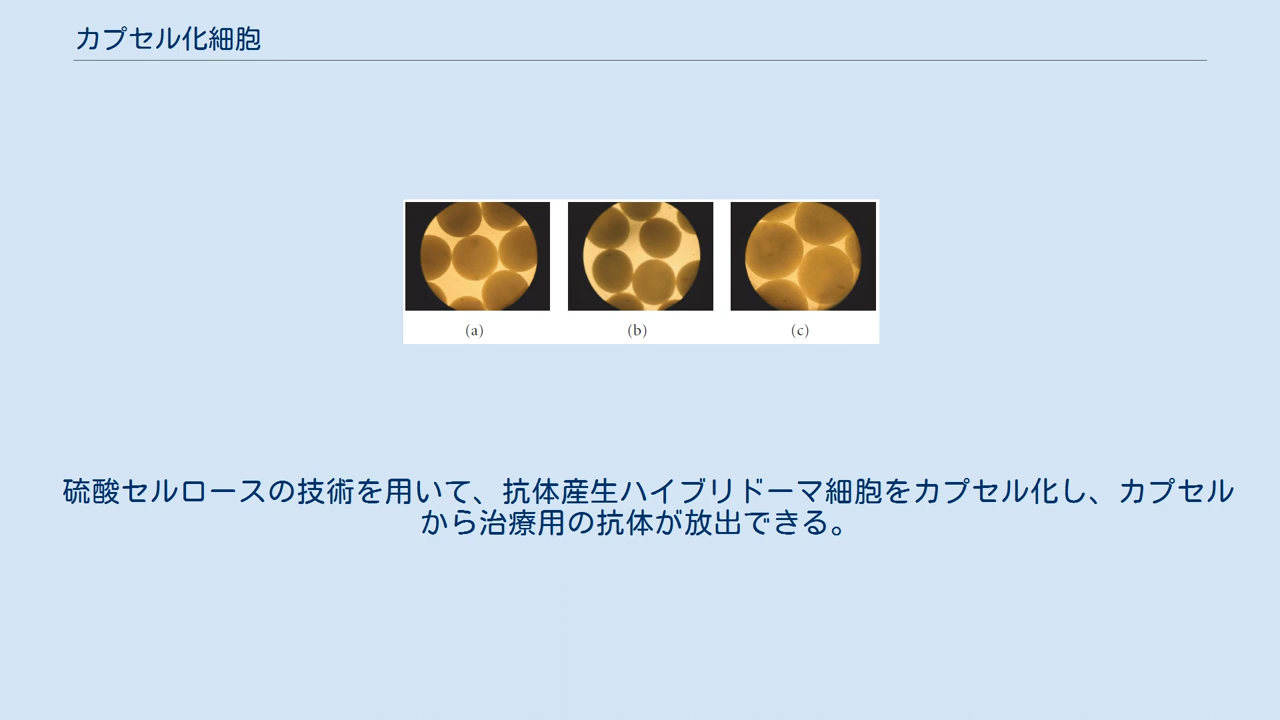 カプセル化細胞
(a) (b) (c)
硫酸セルロースの技術を用いて、抗体産生ハイブリドーマ細胞をカプセル化し、カプセル
から治療用の抗体が放出できる。